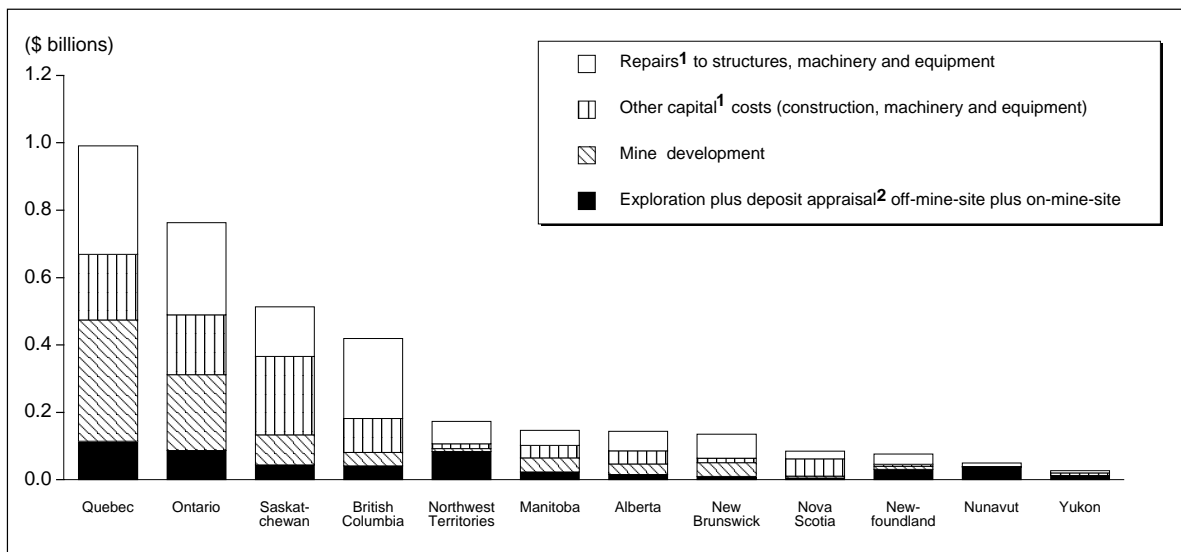 ($ billions)
1.2
1.0
0.8
0.6
0.4
0.2
0.0
Repairs1 to structures, machinery and equipment
Other capital1 costs (construction, machinery and equipment)
Mine development
Exploration plus deposit appraisal2 off-mine-site plus on-mine-site
Quebec
Ontario
Saskat-
chewan
British
Columbia
Northwest
Territories
Manitoba
Alberta
New
Brunswick
Nova
Scotia
New-
foundland
Nunavut
Yukon